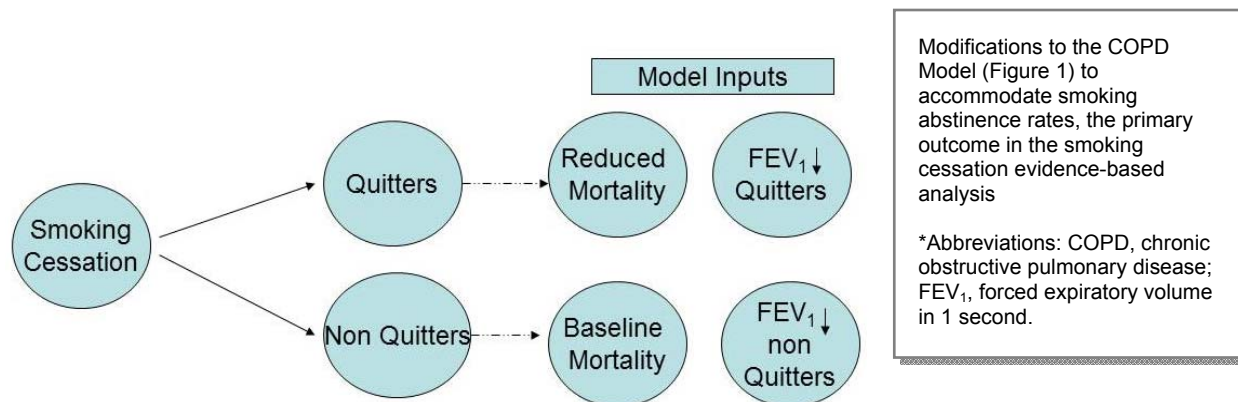 Model Inputs
Smoking
Cessation
Quitters
Reduced
Mortality
FEV₁↓
Quitters
Non Quitters
Baseline
Mortality
FEV₁↓
non
Quitters
Modifications to the COPD
Model (Figure 1) to
accommodate smoking
abstinence rates, the primary
outcome in the smoking
cessation evidence-based
analysis
*Abbreviations: COPD, chronic
obstructive pulmonary disease;
FEV₁, forced expiratory volume
in 1 second.